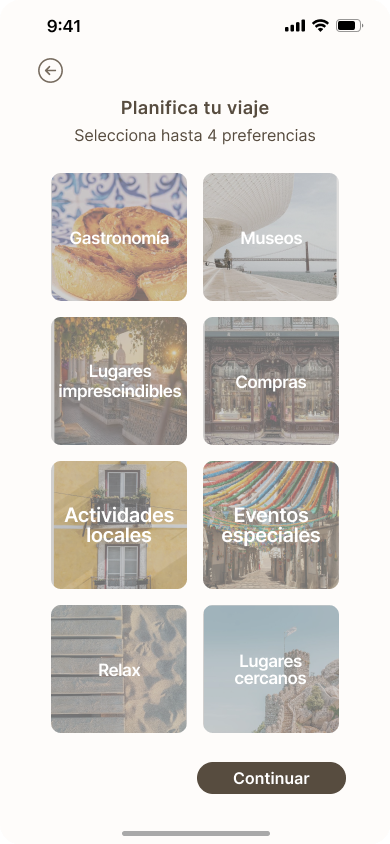 9:41
Planifica tu viaje
Selecciona hasta 4 preferencias
Gastronomía
Museos
Lugares
imprescindibles
Compras
Actividades
locales
Eventos
especiales
Relax
Lugares
cercanos
Continuar